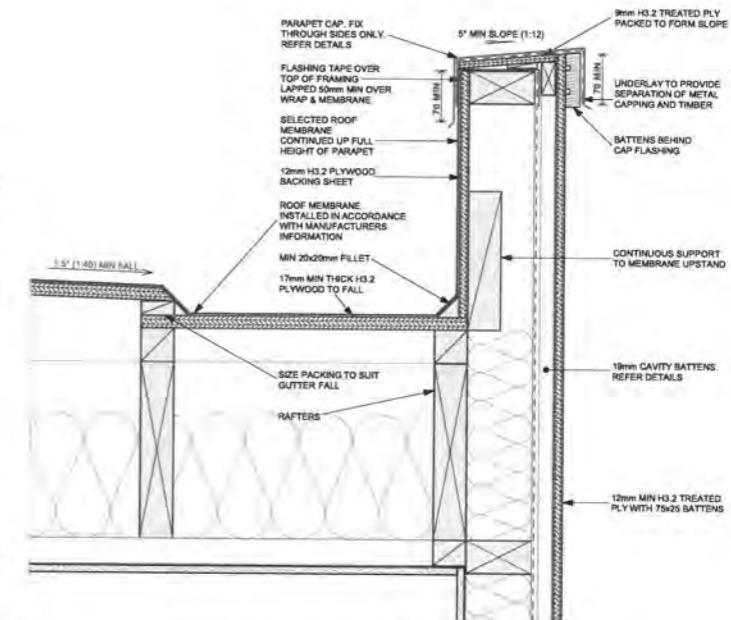 PARAPET CAP. FIX
THROUGH SIDES ONLY.
REFER DETAILS
5° MIN SLOPE (1:12)
9mm H3.2 TREATED PLY
PACKED TO FORM SLOPE
FLASHING TAPE OVER
TOP OF FRAMING
LAPPED 50mm MIN OVER
WRAP & MEMBRANE
70 MIN
70 MIN
UNDERLAY TO PROVIDE
SEPARATION OF METAL
CAPPING AND TIMBER
SELECTED ROOF
MEMBRANE
CONTINUED UP FULL
HEIGHT OF PARAPET
BATTENS BEHIND
CAP FLASHING
12mm H3.2 PLYWOOD
BACKING SHEET
ROOF MEMBRANE
INSTALLED IN ACCORDANCE
WITH MANUFACTURERS
INFORMATION
1.5° (1:40) MIN FALL
MIN 20x20mm FILLET
CONTINUOUS SUPPORT
TO MEMBRANE UPSTAND
17mm MIN THICK H3.2
PLYWOOD TO FALL
SIZE PACKING TO SUIT
GUTTER FALL
19mm CAVITY BATTENS.
REFER DETAILS
RAFTERS
12mm MIN H3.2 TREATED
PLY WITH 75x25 BATTENS